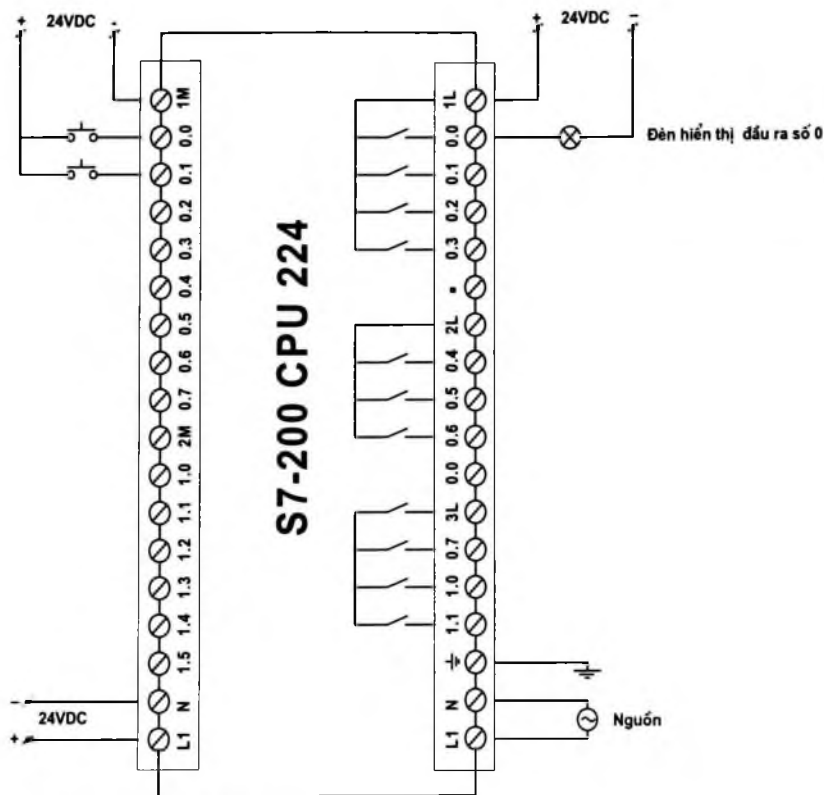 + 24VDC -
1M
0.0
0.1
0.2
0.3
0.4
0.5
0.6
0.7
2M
1.0
1.1
1.2
1.3
1.4
1.5
N
L1
- 
24VDC
+
S7-200 CPU 224
+ 24VDC -
1L
0.0
0.1
0.2
0.3
2L
0.4
0.5
0.6
0.0
3L
0.7
1.0
1.1
N
L1
Đèn hiển thị đầu ra số 0
Nguồn